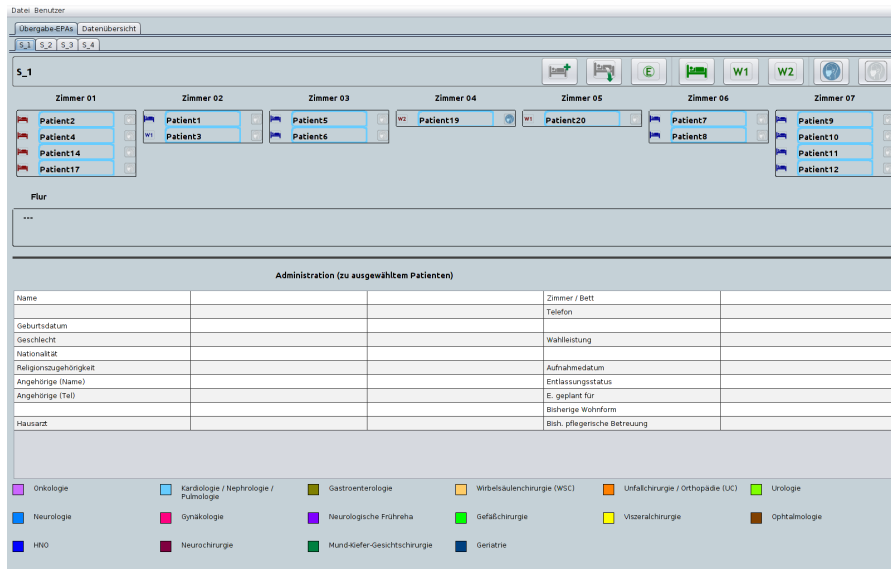 Datei Benutzer
Übergabe-EPAs Datenübersicht
S_1 S_2 S_3 S_4
S_1 E W1 W2
Zimmer 01 Zimmer 02 Zimmer 03 Zimmer 04 Zimmer 05 Zimmer 06 Zimmer 07
Patient2 Patient1 Patient5 W2 Patient19 W1 Patient20 Patient7 Patient9
Patient4 W1 Patient3 Patient6 Patient8 Patient10
Patient14 Patient11
Patient17 Patient12
Flur
---
Administration (zu ausgewähltem Patienten)
Name Zimmer / Bett
Telefon
Geburtsdatum
Geschlecht Wahlleistung
Nationalität
Religionszugehörigkeit Aufnahmedatum
Angehörige (Name) Entlassungsstatus
Angehörige (Tel) E. geplant für
Bisherige Wohnform
Hausarzt Bish. pflegerische Betreuung
Onkologie Kardiologie / Nephrologie / Pulmologie Gastroenterologie Wirbelsäulenchirurgie (WSC) Unfallchirurgie / Orthopädie (UC) Urologie
Neurologie Gynäkologie Neurologische Frühreha Gefäßchirurgie Viszeralchirurgie Ophtalmologie
HNO Neurochirurgie Mund-Kiefer-Gesichtschirurgie Geriatrie